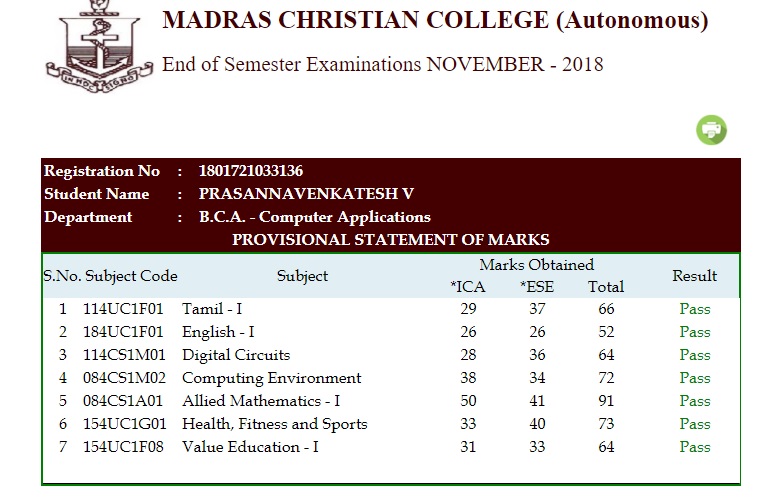 MADRAS CHRISTIAN COLLEGE (Autonomous)
End of Semester Examinations NOVEMBER - 2018
IN HOC SIGNO
Registration No : 1801721033136
Student Name : PRASANNAVENKATESH V
Department : B.C.A. - Computer Applications
PROVISIONAL STATEMENT OF MARKS
S.No. Subject Code Subject Marks Obtained Result
*ICA *ESE Total
1 114UC1F01 Tamil - I 29 37 66 Pass
2 184UC1F01 English - I 26 26 52 Pass
3 114CS1M01 Digital Circuits 28 36 64 Pass
4 084CS1M02 Computing Environment 38 34 72 Pass
5 084CS1A01 Allied Mathematics - I 50 41 91 Pass
6 154UC1G01 Health, Fitness and Sports 33 40 73 Pass
7 154UC1F08 Value Education - I 31 33 64 Pass